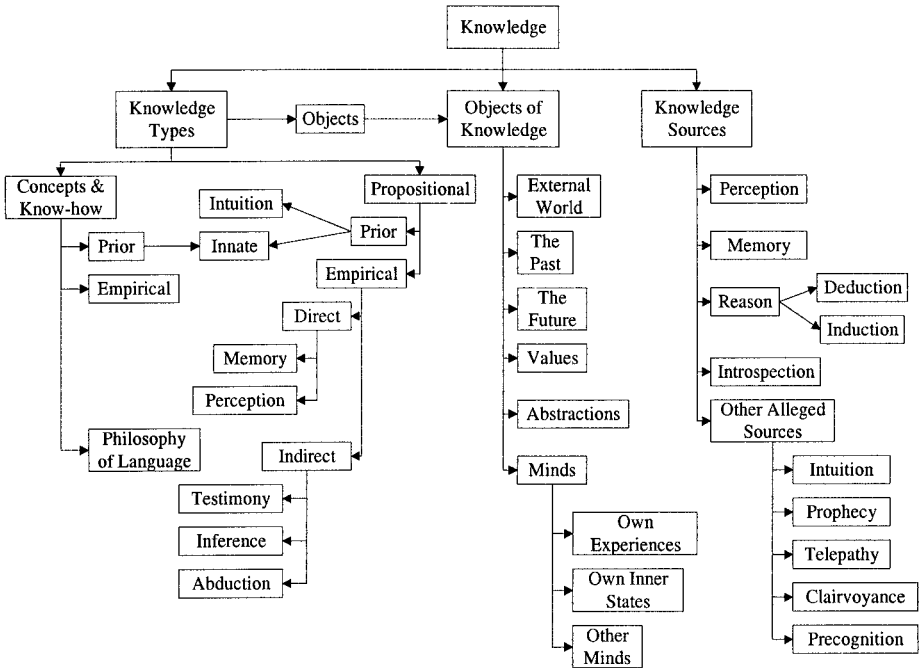 Knowledge
Knowledge
Types
Objects
Objects of
Knowledge
Knowledge
Sources
Concepts &
Know-how
Prior
Innate
Empirical
Philosophy
of Language
Propositional
Intuition
Prior
Empirical
Direct
Memory
Perception
Indirect
Testimony
Inference
Abduction
External
World
The
Past
The
Future
Values
Abstractions
Minds
Own
Experiences
Own Inner
States
Other
Minds
Perception
Memory
Reason
Deduction
Induction
Introspection
Other Alleged
Sources
Intuition
Prophecy
Telepathy
Clairvoyance
Precognition